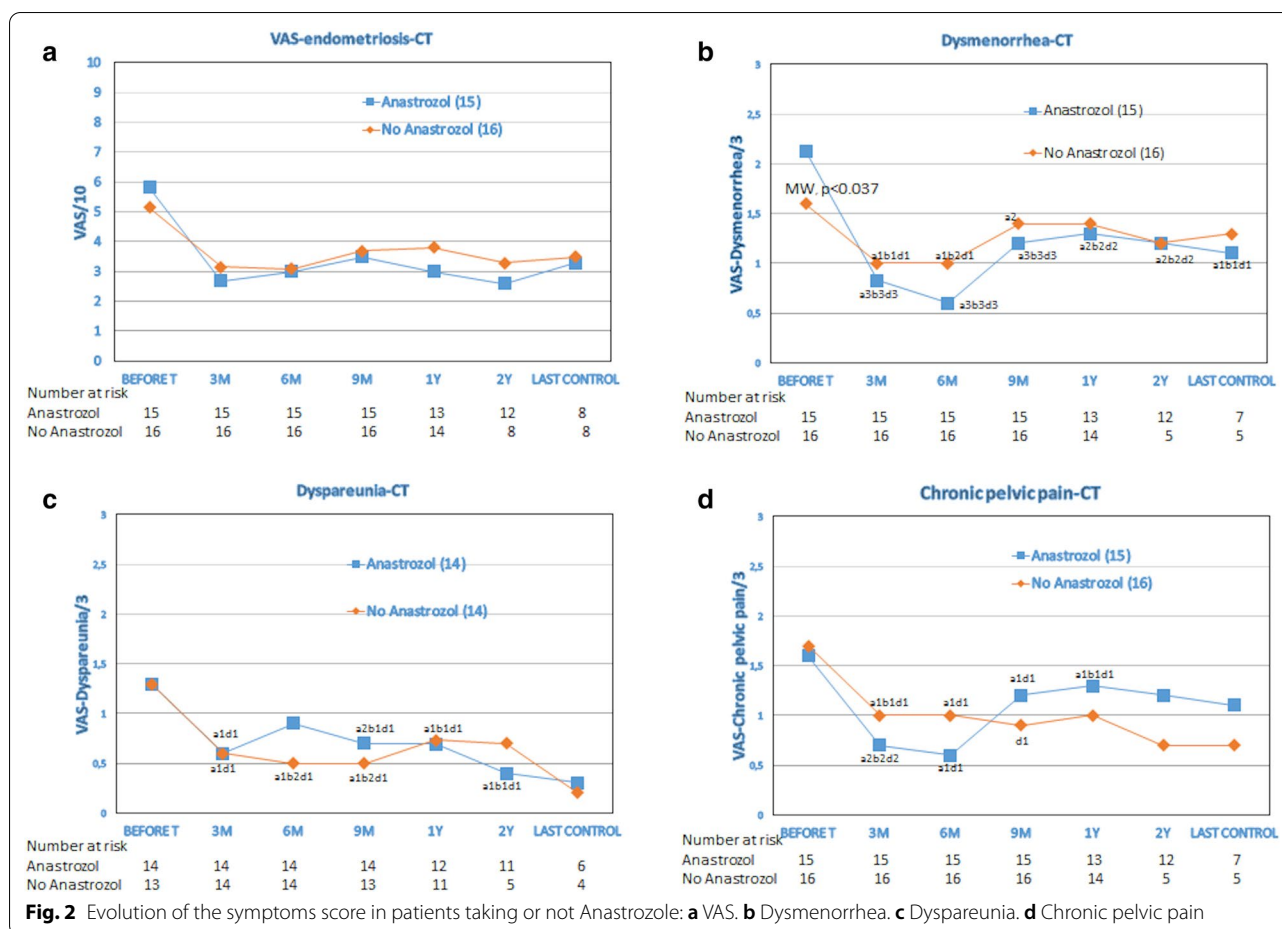 a
VAS-endometriosis-CT
VAS/10
10
9
8
7
6
5
4
3
2
1
0
Anastrozol (15)
No Anastrozol (16)
BEFORE T 3M 6M 9M 1Y 2Y LAST CONTROL
Number at risk
Anastrozol 15 15 15 15 13 12 8
No Anastrozol 16 16 16 16 14 8 8
b
Dysmenorrhea-CT
VAS-Dysmenorrhea/3
3
2,5
2
1,5
1
0,5
0
Anastrozol (15)
No Anastrozol (16)
MW, p<0.037
a1b1d1
a1b2d1
a2
a3b3d3
a3b3d3
a3b3d3
a2b2d2
a2b2d2
a1b1d1
BEFORE T 3M 6M 9M 1Y 2Y LAST CONTROL
Number at risk
Anastrozol 15 15 15 15 13 12 7
No Anastrozol 16 16 16 16 14 5 5
c
Dyspareunia-CT
VAS-Dyspareunia/3
3
2,5
2
1,5
1
0,5
0
Anastrozol (14)
No Anastrozol (14)
a1d1
a1d1
a1b2d1
a2b1d1
a1b2d1
a1b1d1
a1b1d1
BEFORE T 3M 6M 9M 1Y 2Y LAST CONTROL
Number at risk
Anastrozol 14 14 14 14 12 11 6
No Anastrozol 13 14 14 13 11 5 4
d
Chronic pelvic pain-CT
VAS-Chronic pelvic pain/3
3
2,5
2
1,5
1
0,5
0
Anastrozol (15)
No Anastrozol (16)
a1b1d1
a2b2d2
a1d1
a1d1
a1d1
d1
a1b1d1
BEFORE T 3M 6M 9M 1Y 2Y LAST CONTROL
Number at risk
Anastrozol 15 15 15 15 13 12 7
No Anastrozol 16 16 16 16 14 5 5
Fig. 2 Evolution of the symptoms score in patients taking or not Anastrozole: a VAS. b Dysmenorrhea. c Dyspareunia. d Chronic pelvic pain